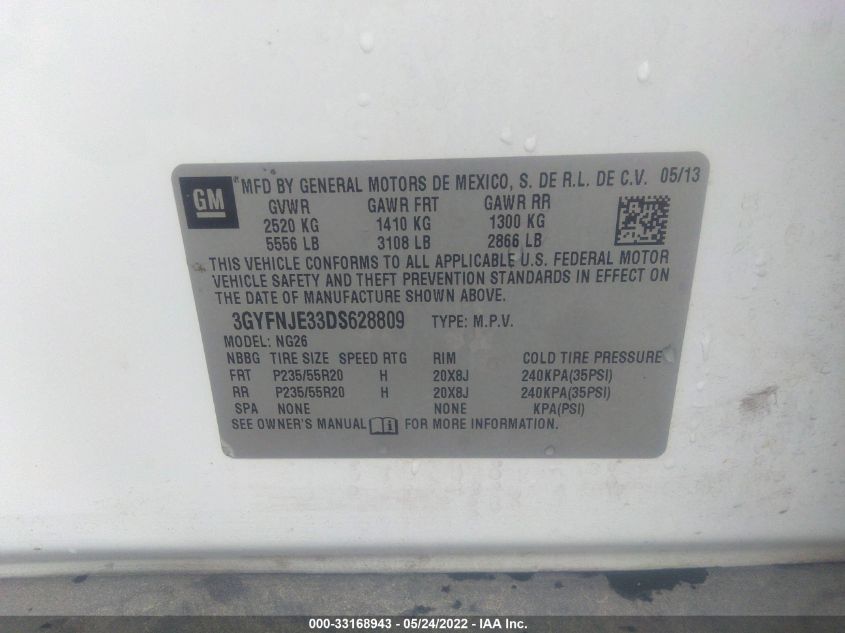 GM
MFD BY GENERAL MOTORS DE MEXICO, S. DE R.L. DE C.V. 05/13
GVWR GAWR FRT GAWR RR
2520 KG 1410 KG 1300 KG
5556 LB 3108 LB 2866 LB
THIS VEHICLE CONFORMS TO ALL APPLICABLE U.S. FEDERAL MOTOR
VEHICLE SAFETY AND THEFT PREVENTION STANDARDS IN EFFECT ON
THE DATE OF MANUFACTURE SHOWN ABOVE.
3GYFNJE33DS628809 TYPE: M.P.V.
MODEL: NG26
NBBG TIRE SIZE SPEED RTG RIM COLD TIRE PRESSURE
FRT P235/55R20 H 20X8J 240KPA(35PSI)
RR P235/55R20 H 20X8J 240KPA(35PSI)
SPA NONE NONE KPA(PSI)
SEE OWNER'S MANUAL FOR MORE INFORMATION.
000-33168943 - 05/24/2022 - IAA Inc.